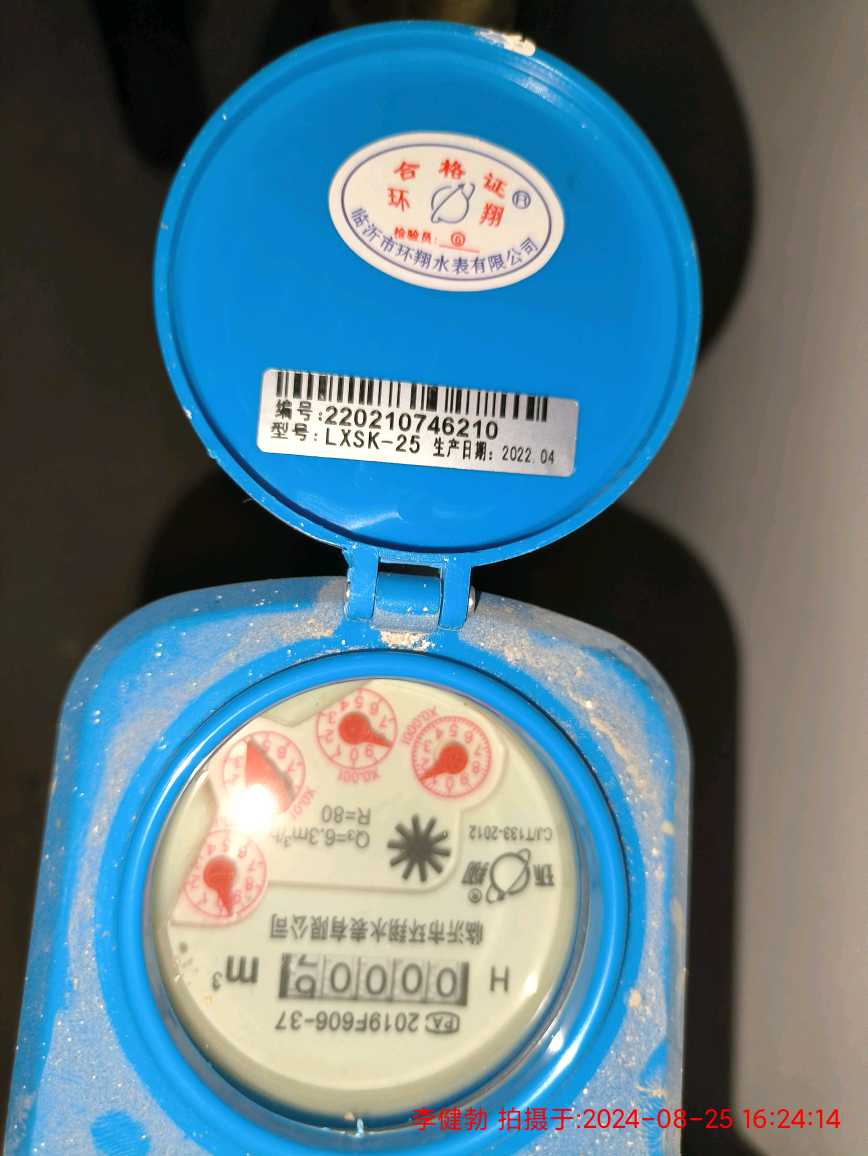 合格证
环翔®
检验员:
临沂市环翔水表有限公司
编号:220210746210
型号:LXSK-25 生产日期: 2022.04
X0.0001
X0.001
X0.01
Q₃=6.3m³/h
R=80
CJ/T133-2012
环翔®
临沂市环翔水表有限公司
H 0000 m³
PA 2019F606-37
李健勃 拍摄于:2024-08-25 16:24:14